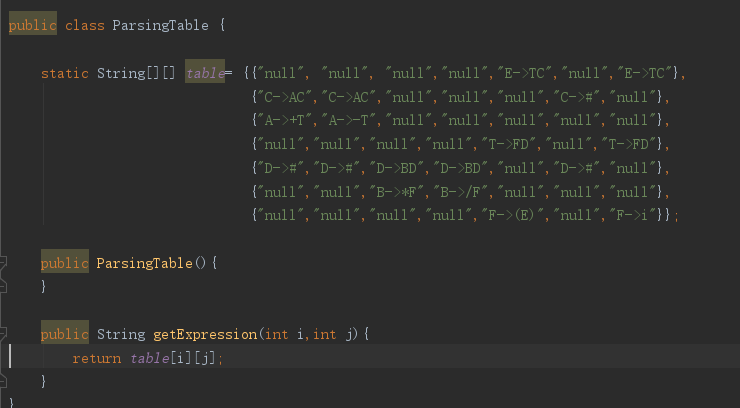 public class ParsingTable {
static String[][] table= {{"null", "null", "null","null","E->TC","null","E->TC"},
{"C->AC","C->AC","null","null","null","C->#","null"},
{"A->+T","A->-T","null","null","null","null","null"},
{"null","null","null","null","T->FD","null","T->FD"},
{"D->#","D->#","D->BD","D->BD","null","D->#","null"},
{"null","null","B->*F","B->/F","null","null","null"},
{"null","null","null","null","F->(E)","null","F->i"}};
public ParsingTable(){
}
public String getExpression(int i,int j){
return table[i][j];
}
}